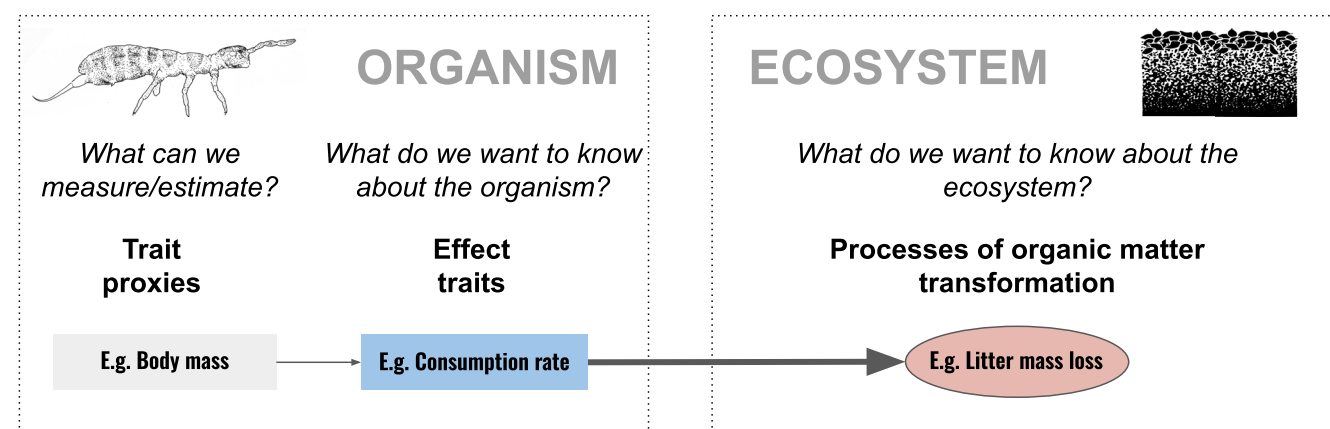 ORGANISM
ECOSYSTEM
What can we
measure/estimate?
What do we want to know
about the organism?
What do we want to know about the
ecosystem?
Trait
proxies
Effect
traits
Processes of organic matter
transformation
E.g. Body mass
E.g. Consumption rate
E.g. Litter mass loss